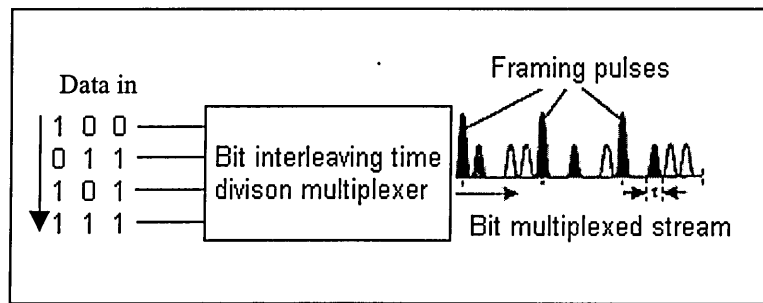 Data in
1 0 0
0 1 1
1 0 1
1 1 1
Bit interleaving time
divison multiplexer
Framing pulses
τ
Bit multiplexed stream